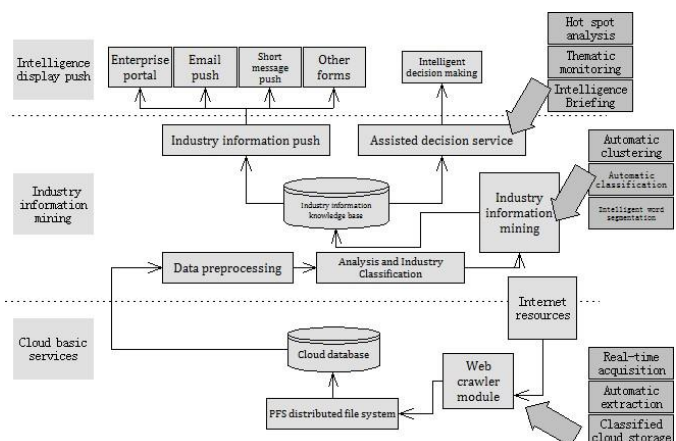 Intelligence
display push
Enterprise
portal
Email
push
Short
message
push
Other
forms
Intelligent
decision making
Hot spot
analysis
Thematic
monitoring
Intelligence
Briefing
Industry information push
Assisted decision service
Industry
information
mining
Industry information
knowledge base
Industry
information
mining
Automatic
clustering
Automatic
classification
Intelligent word
segmentation
Data preprocessing
Analysis and Industry
Classification
Internet
resources
Cloud basic
services
Cloud database
Web
crawler
module
PFS distributed file system
Real-time
acquisition
Automatic
extraction
Classified
cloud storage